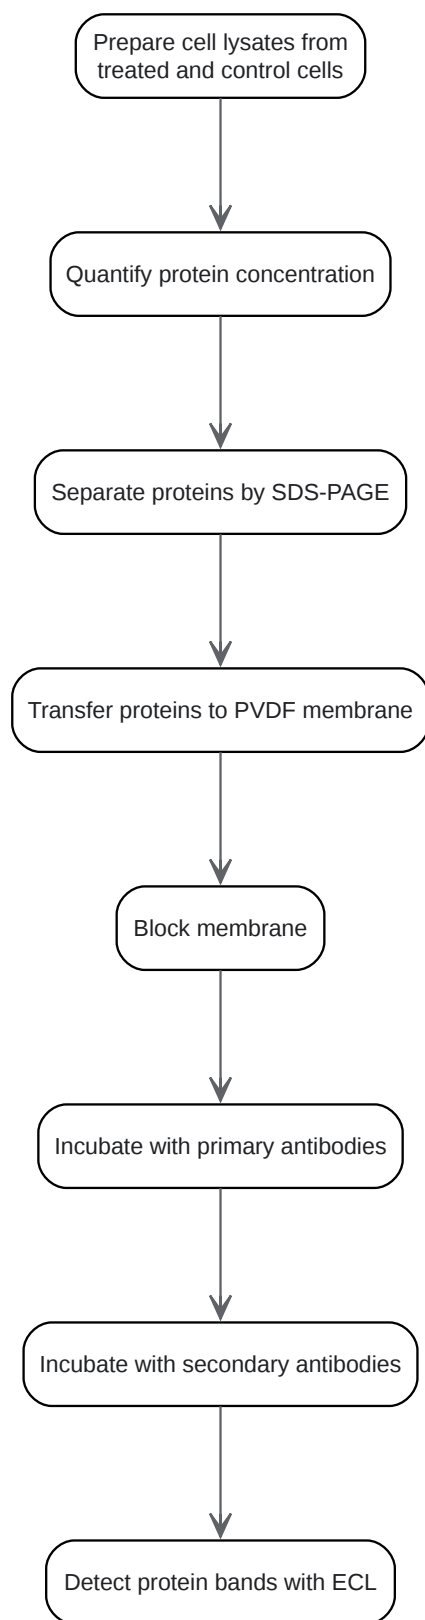 Prepare cell lysates from
treated and control cells
Quantify protein concentration
Separate proteins by SDS-PAGE
Transfer proteins to PVDF membrane
Block membrane
Incubate with primary antibodies
Incubate with secondary antibodies
Detect protein bands with ECL